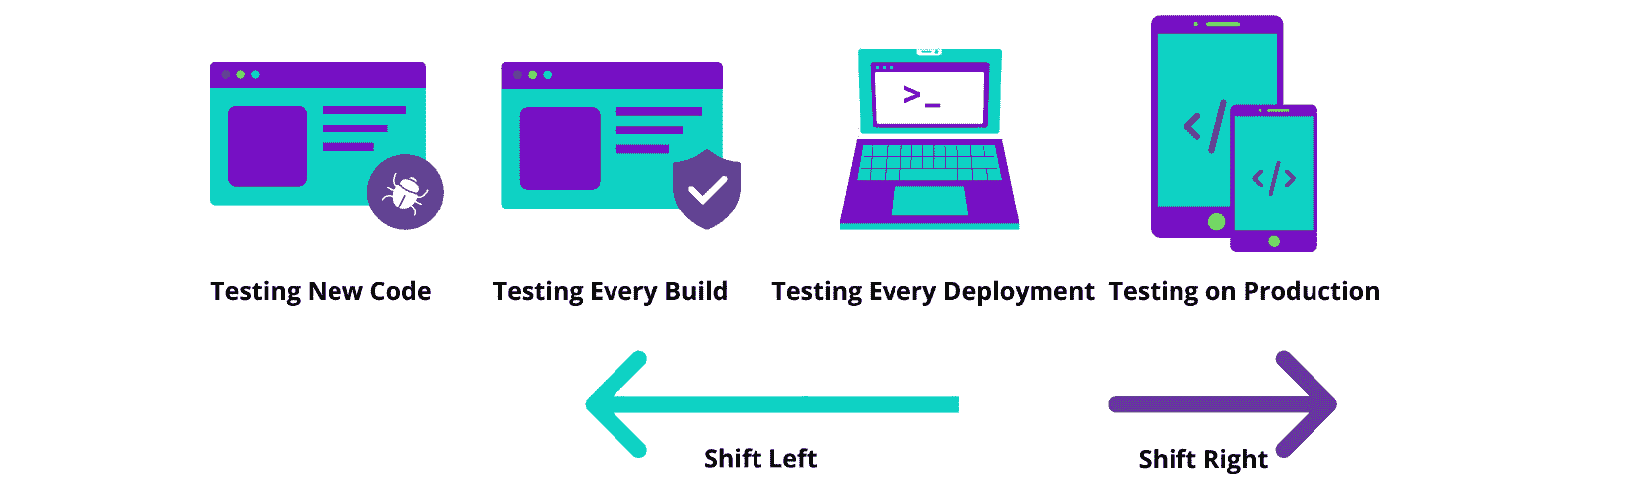 >_
</>
</>
Testing New Code
Testing Every Build
Testing Every Deployment
Testing on Production
Shift Left
Shift Right